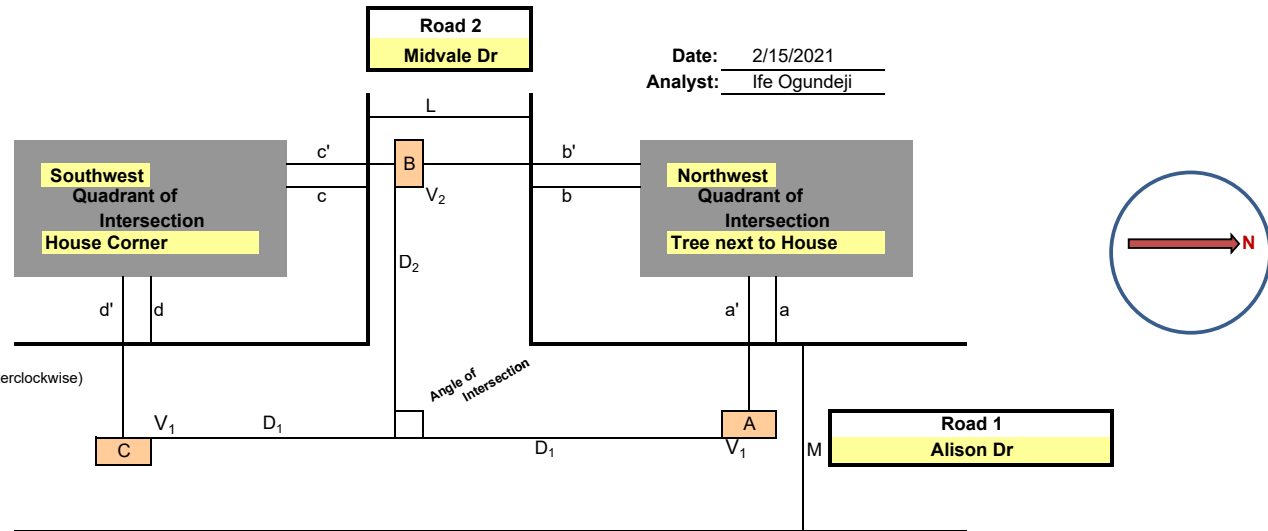 Road 2
Midvale Dr
Date: 2/15/2021
Analyst: Ife Ogundeji
L
c' B b'
Southwest
Quadrant of
Intersection
House Corner
c V₂ b
Northwest
Quadrant of
Intersection
Tree next to House
N
D₂
d' d a' a
erclockwise)
Angle of
Intersection
V₁ D₁ A
C D₁ V₁ M
Road 1
Alison Dr